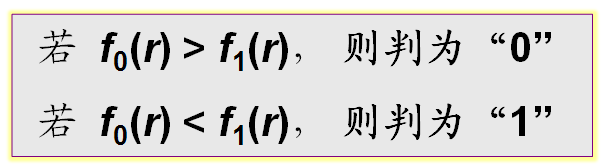 若 f₀(r) > f₁(r)， 则判为 “0”
若 f₀(r) < f₁(r)， 则判为 “1”